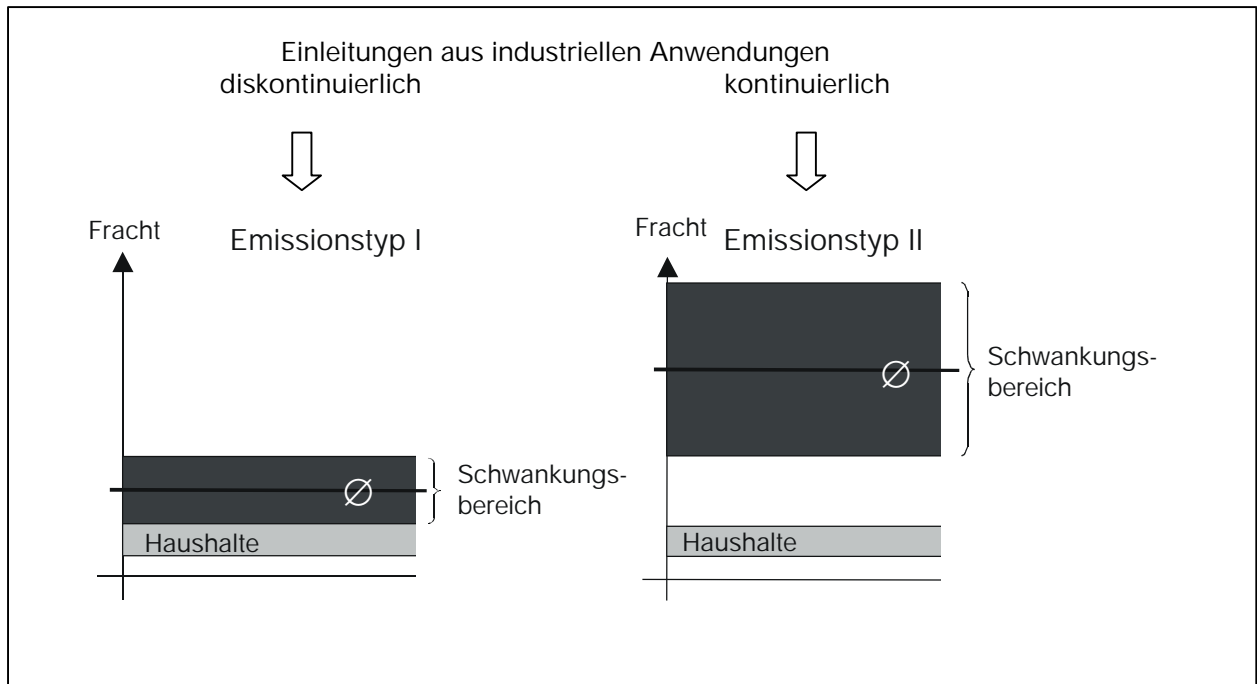 Einleitungen aus industriellen Anwendungen
diskontinuierlich kontinuierlich
Fracht Emissionstyp I
Schwankungs-
bereich
Ø
Haushalte
Fracht Emissionstyp II
Schwankungs-
bereich
Ø
Haushalte